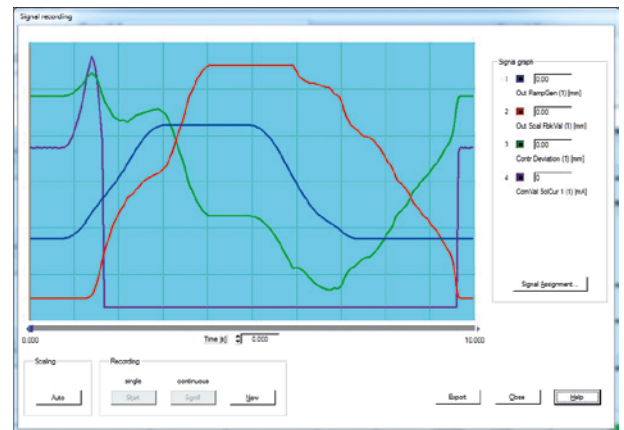 Signal recording
Signal graph
1 0.00
Out RampGen (1) [mm]
2 0.00
Out Scal FbkVal (1) [mm]
3 0.00
Contr Deviation (1) [mm]
4 0
ComVal SolCur 1 (1) [mA]
Signal Assignment...
0.000 Time [s] 0.000 10.000
Scaling
Auto
Recording
single continuous
Start New
Export Close Help